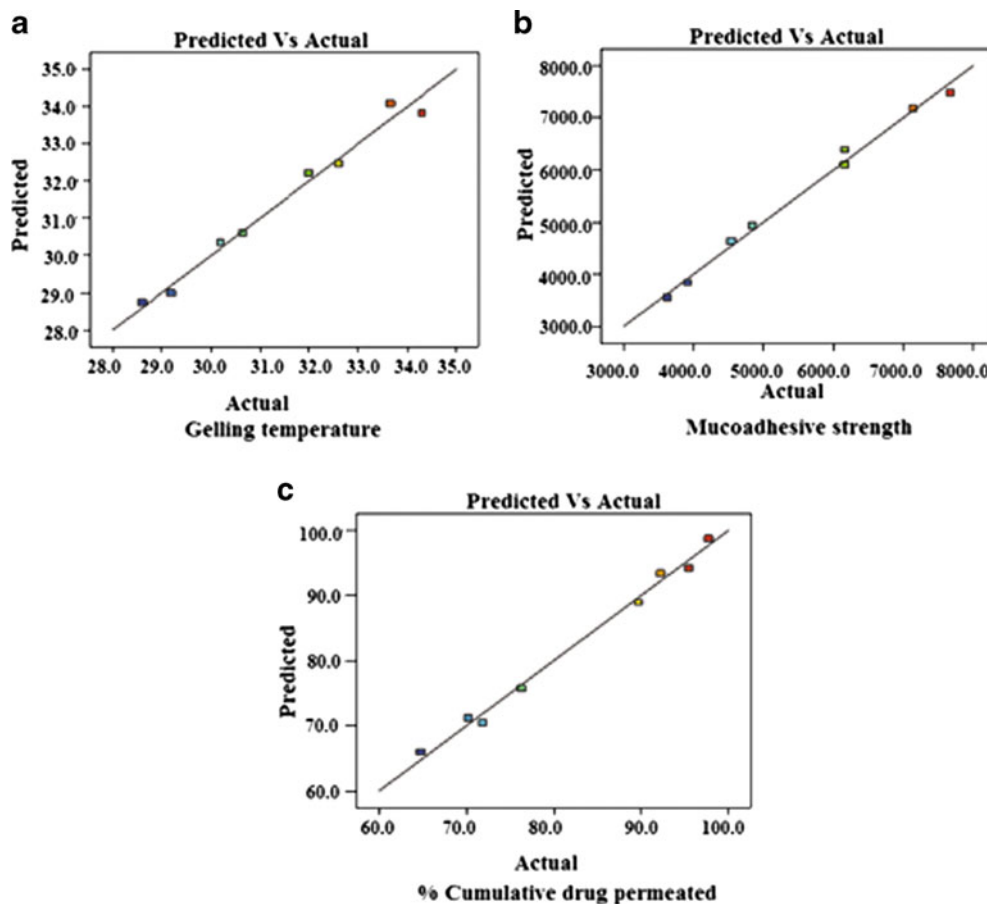 a
Predicted Vs Actual
35.0
34.0
33.0
32.0
31.0
30.0
29.0
28.0
Predicted
28.0 29.0 30.0 31.0 32.0 33.0 34.0 35.0
Actual
Gelling temperature
b
Predicted Vs Actual
8000.0
7000.0
6000.0
5000.0
4000.0
3000.0
Predicted
3000.0 4000.0 5000.0 6000.0 7000.0 8000.0
Actual
Mucoadhesive strength
c
Predicted Vs Actual
100.0
90.0
80.0
70.0
60.0
Predicted
60.0 70.0 80.0 90.0 100.0
Actual
% Cumulative drug permeated